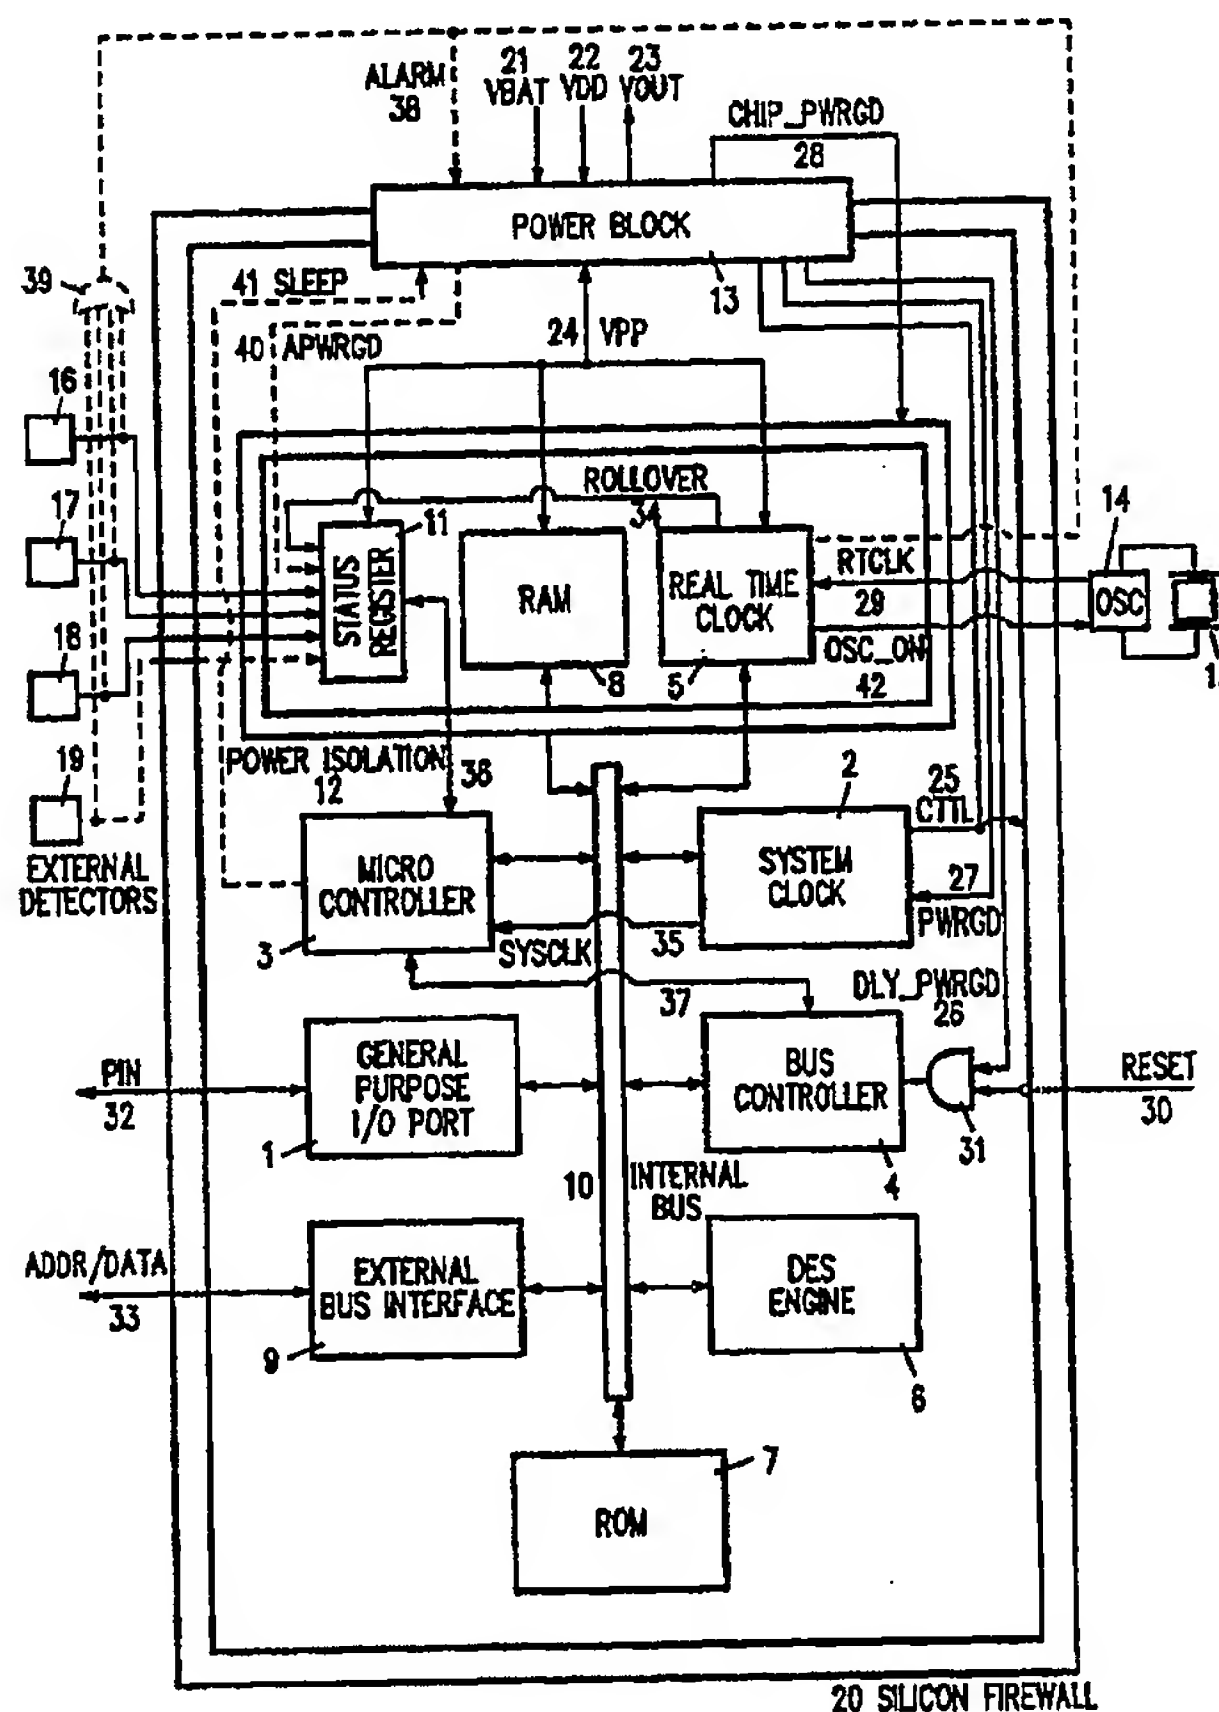 21 22 23
ALARM VBAT VDD VOUT
38
CHIP_PWRGD
28
POWER BLOCK
13
39
41 SLEEP
40 APWRGD
24 VPP
16
ROLLOVER
34
11
17
14
STATUS REGISTER
RAM
8
REAL TIME
CLOCK
5
RTCLK
29
OSC
OSC_ON
42
18
POWER ISOLATION
12
36
19
EXTERNAL
DETECTORS
2
25
CTTL
MICRO
CONTROLLER
3
SYSTEM
CLOCK
27
PWRGD
SYSCLK
35
37
DLY_PWRGD
26
PIN
32
GENERAL
PURPOSE
I/O PORT
1
BUS
CONTROLLER
4
RESET
30
31
10
INTERNAL
BUS
ADDR/DATA
33
EXTERNAL
BUS INTERFACE
9
DES
ENGINE
6
7
ROM
20 SILICON FIREWALL